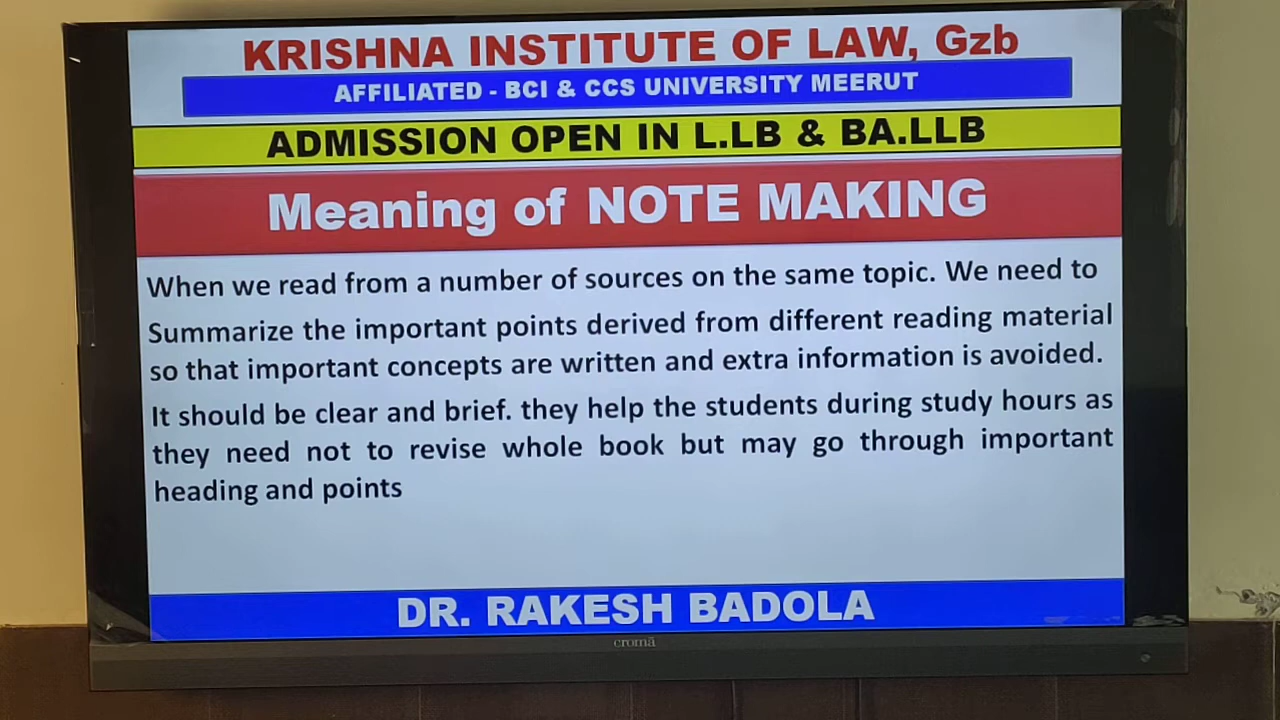 KRISHNA INSTITUTE OF LAW, Gzb
AFFILIATED - BCI & CCS UNIVERSITY MEERUT
ADMISSION OPEN IN L.LB & BA.LLB
Meaning of NOTE MAKING
When we read from a number of sources on the same topic. We need to
Summarize the important points derived from different reading material
so that important concepts are written and extra information is avoided.
It should be clear and brief. they help the students during study hours as
they need not to revise whole book but may go through important
heading and points
DR. RAKESH BADOLA
cromā